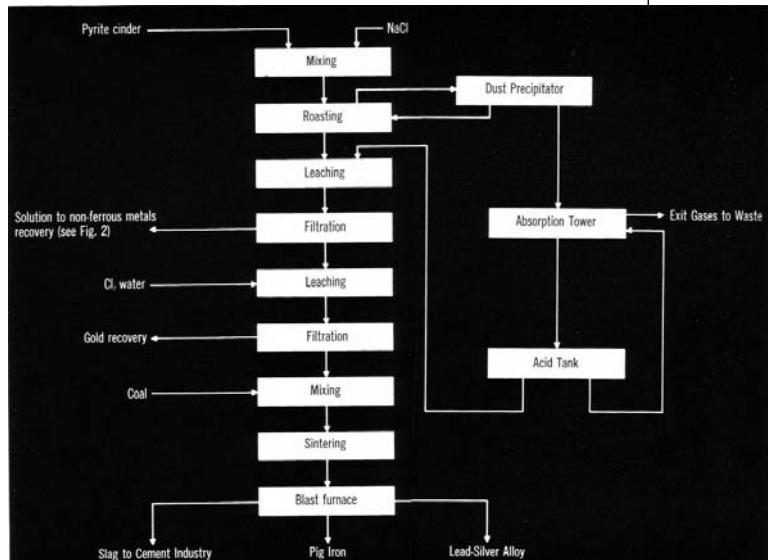 Pyrite cinder
NaCl
Mixing
Dust Precipitator
Roasting
Leaching
Solution to non-ferrous metals
recovery (see Fig. 2)
Filtration
Absorption Tower
Exit Gases to Waste
Cl₂ water
Leaching
Gold recovery
Filtration
Acid Tank
Coal
Mixing
Sintering
Blast furnace
Slag to Cement Industry
Pig Iron
Lead-Silver Alloy